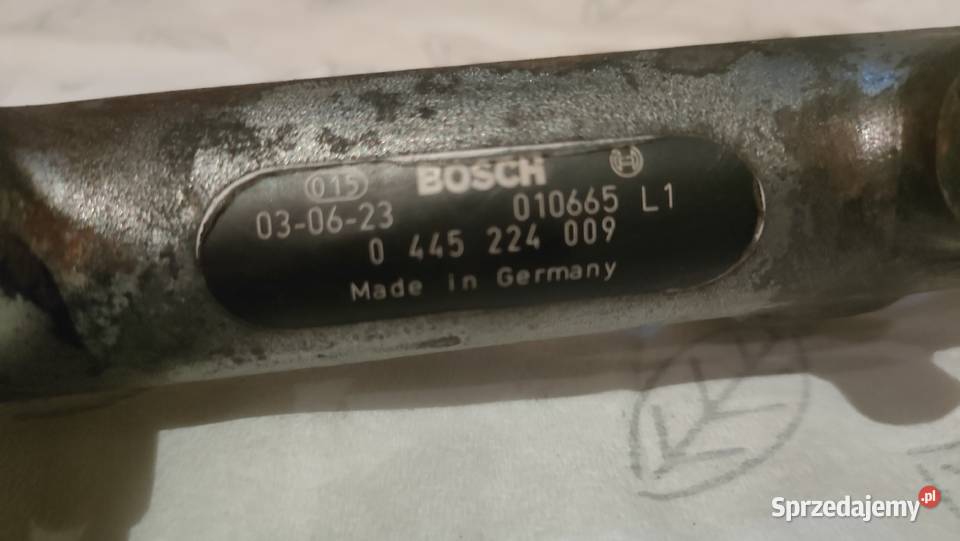 015 BOSCH
03-06-23 010665 L1
0 445 224 009
Made in Germany
Sprzedajemy.pl